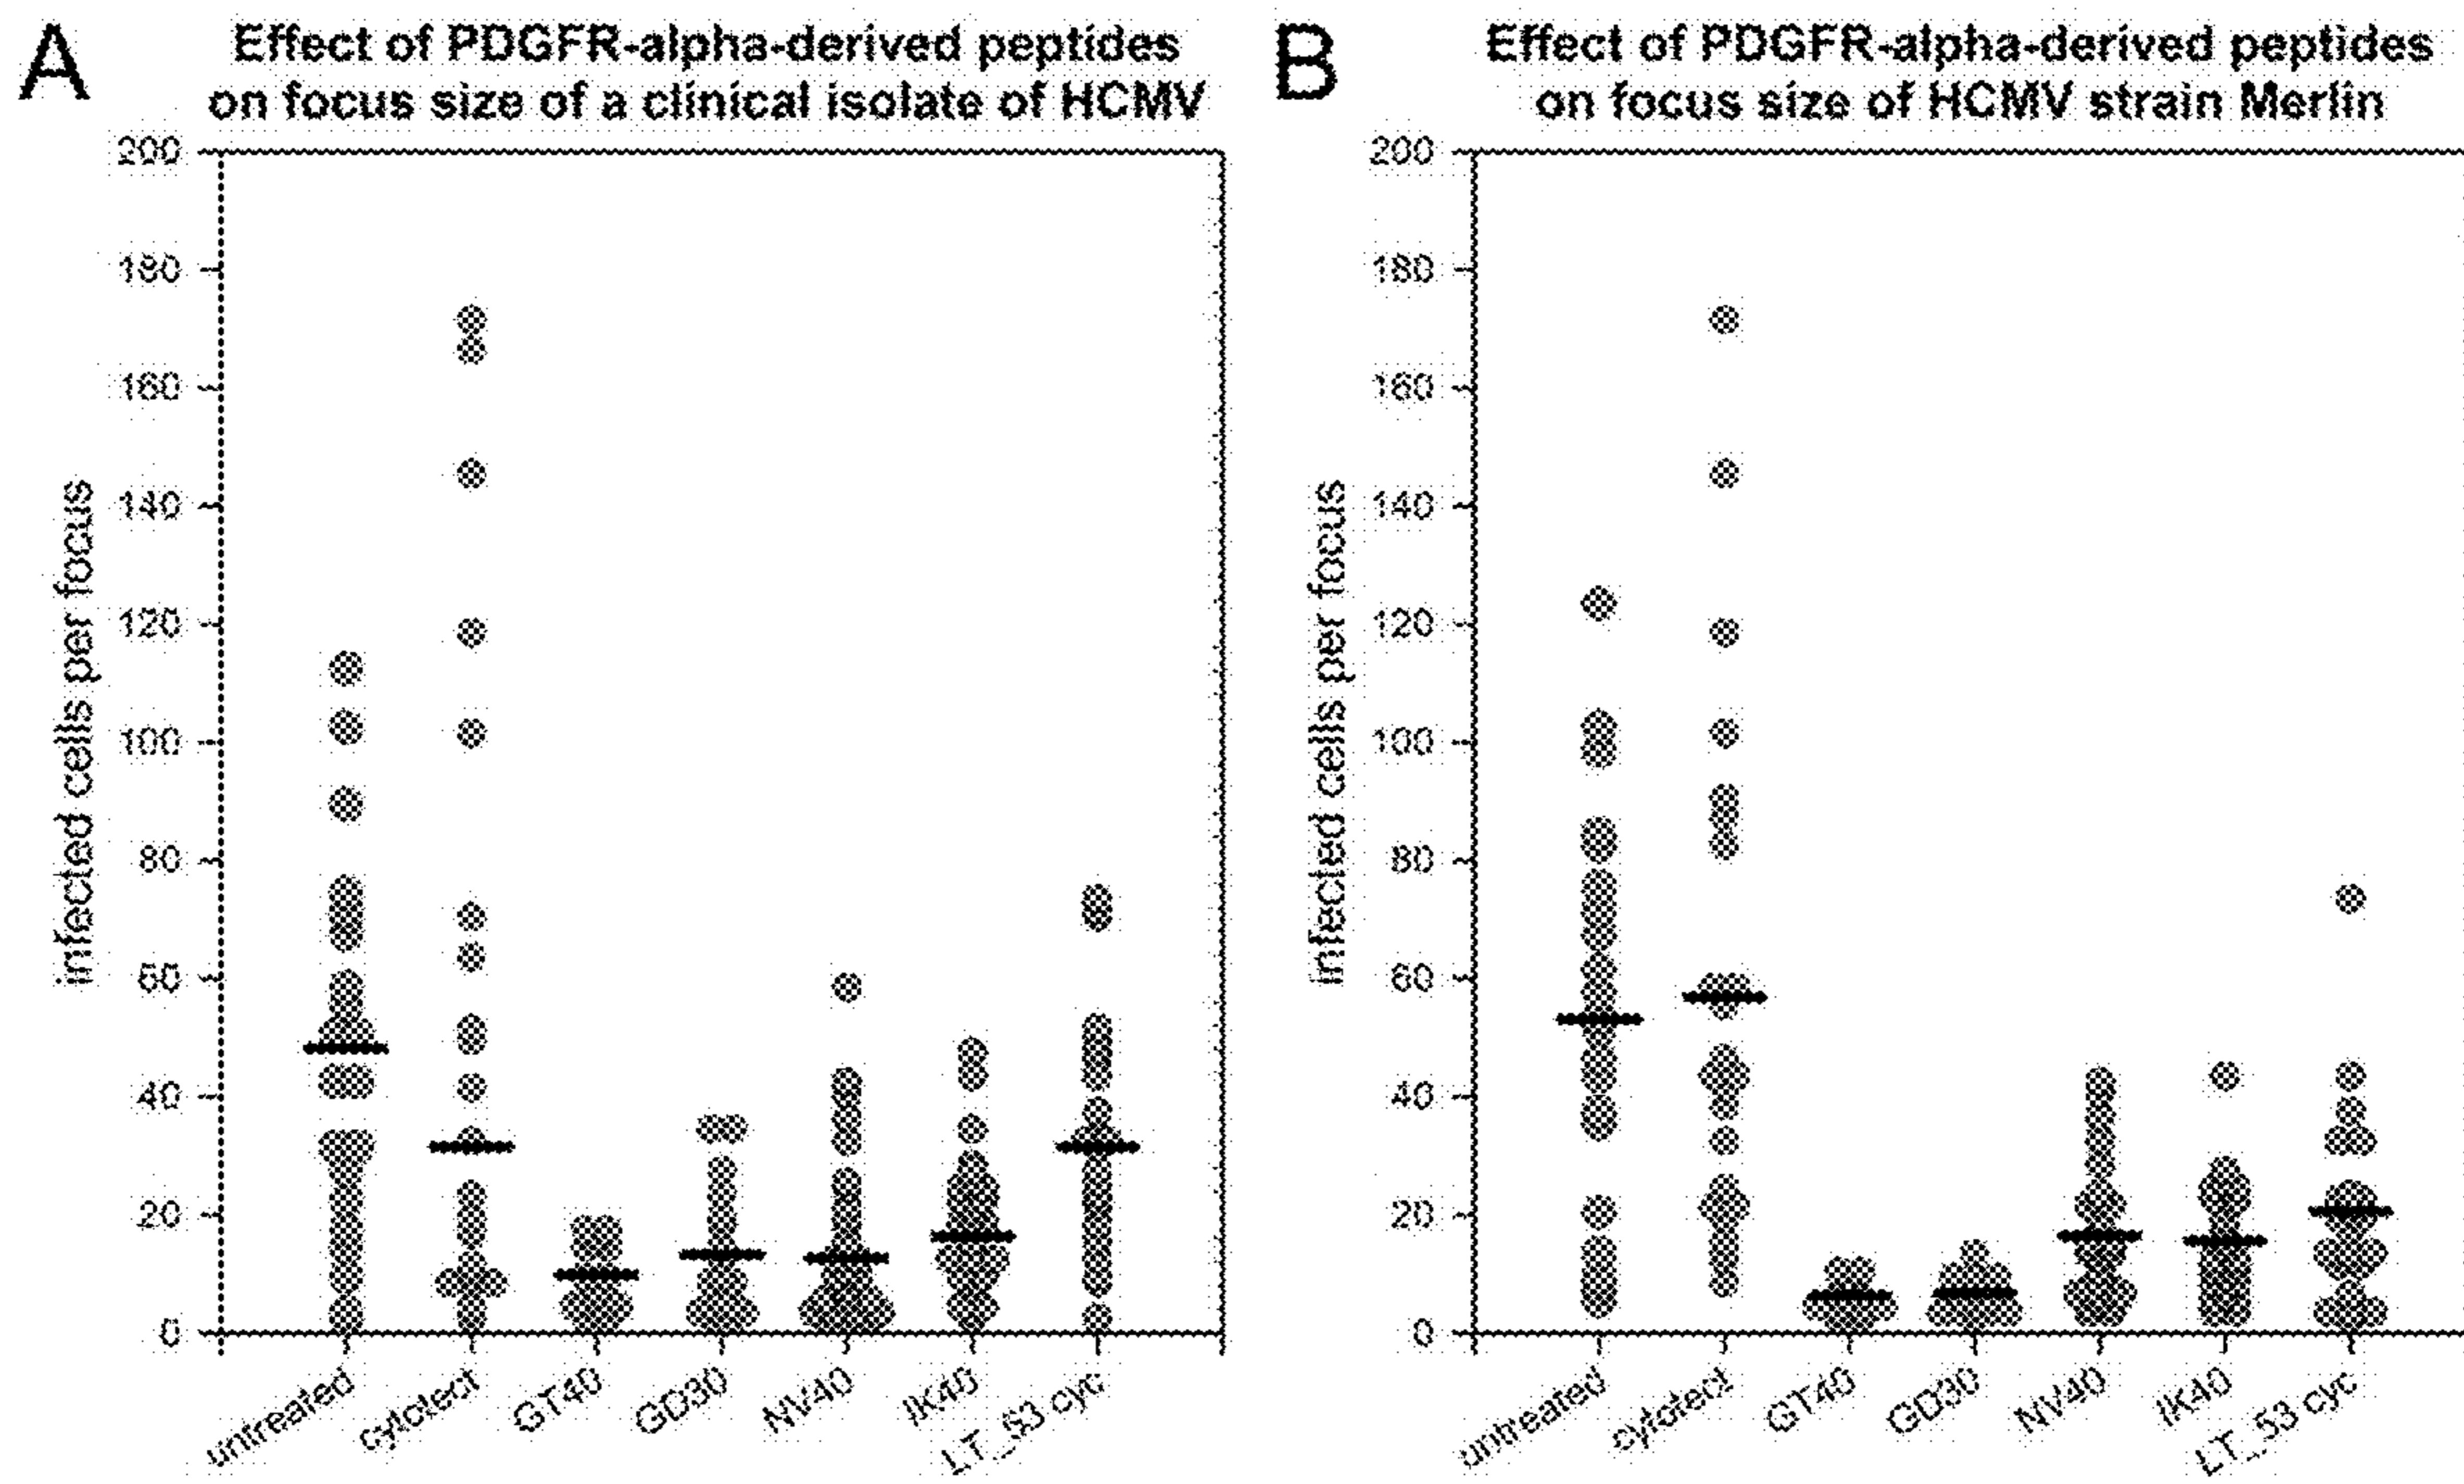 A
Effect of PDGFR-alpha-derived peptides
on focus size of a clinical isolate of HCMV
infected cells per focus
200
180
160
140
120
100
80
60
40
20
0
untreated
cytotect
GT40
GD30
NV40
IK40
LT_53 cyc
B
Effect of PDGFR-alpha-derived peptides
on focus size of HCMV strain Merlin
infected cells per focus
200
180
160
140
120
100
80
60
40
20
0
untreated
cytotect
GT40
GD30
NV40
IK40
LT_53 cyc